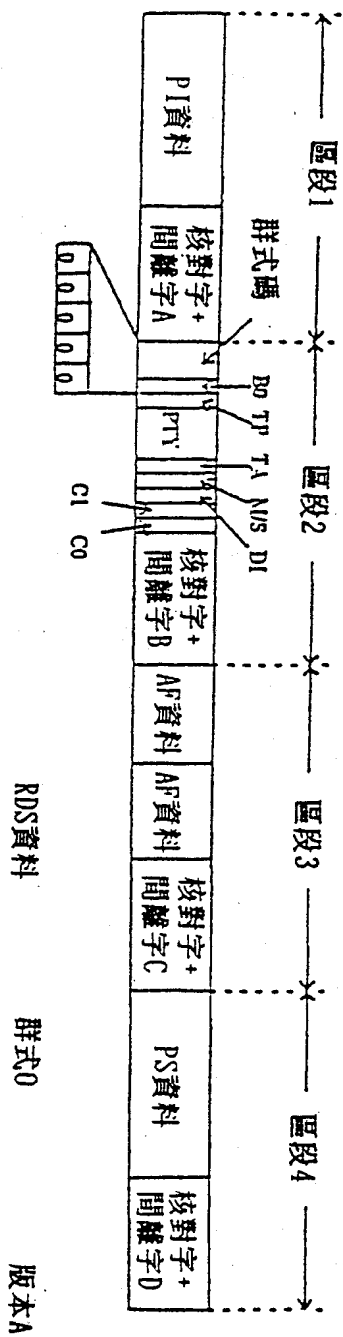 區段1
區段2
區段3
區段4
群式碼
B0
TP
TA
M/S
DI
PI資料
核對字+
間離字A
PTY
核對字+
間離字B
AF資料
AF資料
核對字+
間離字C
PS資料
核對字+
間離字D
0 0 0 0 0
C1
C0
RDS資料
群式0
版本A